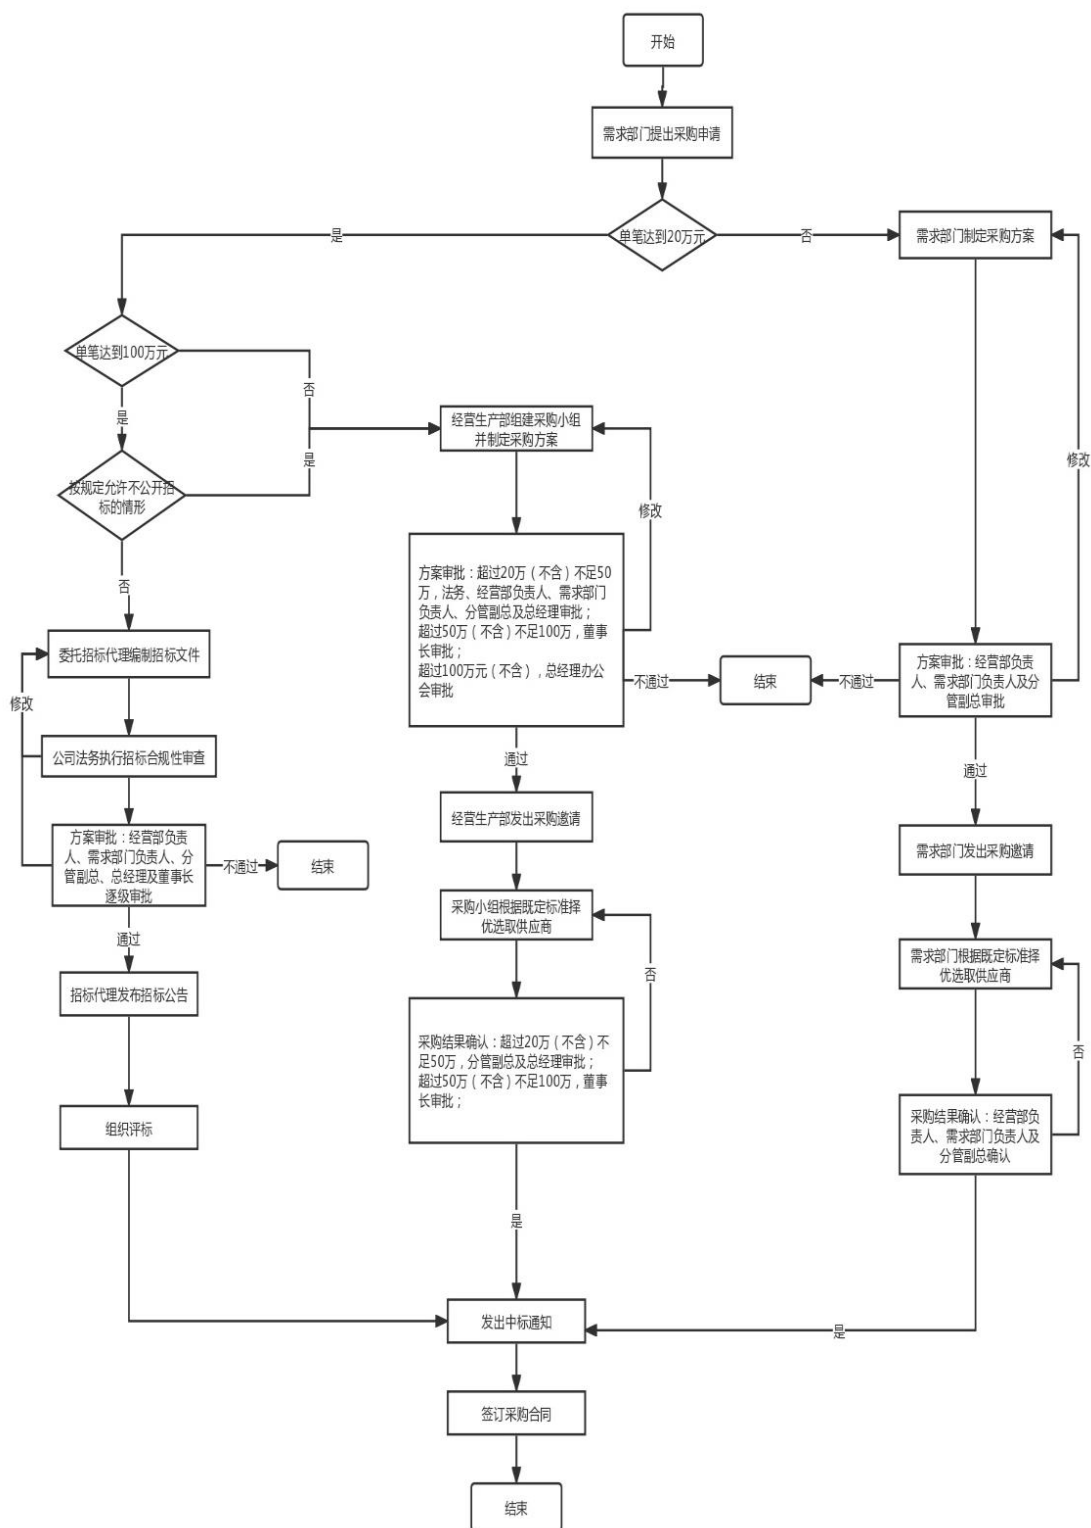 开始
需求部门提出采购申请
单笔达到20万元
是
否
需求部门制定采购方案
单笔达到100万元
否
是
经营生产部组建采购小组
并制定采购方案
是
修改
按规定允许不公开招
标的情形
修改
否
方案审批：超过20万（不含）不足50
万，法务、经营部负责人、需求部门
负责人、分管副总及总经理审批；
超过50万（不含）不足100万，董事
长审批；
超过100万元（不含），总经理办公
会审批
委托招标代理编制招标文件
修改
不通过
结束
不通过
方案审批：经营部负责
人、需求部门负责人及分
管副总审批
公司法务执行招标合规性审查
通过
通过
经营生产部发出采购邀请
方案审批：经营部负责
人、需求部门负责人、分
管副总、总经理及董事长
逐级审批
不通过
结束
需求部门发出采购邀请
采购小组根据既定标准择
优选取供应商
通过
需求部门根据既定标准择
优选取供应商
否
招标代理发布招标公告
采购结果确认：超过20万（不含）不
足50万，分管副总及总经理审批；
超过50万（不含）不足100万，董事
长审批；
否
组织评标
采购结果确认：经营部负
责人、需求部门负责人及
分管副总确认
是
发出中标通知
是
签订采购合同
结束